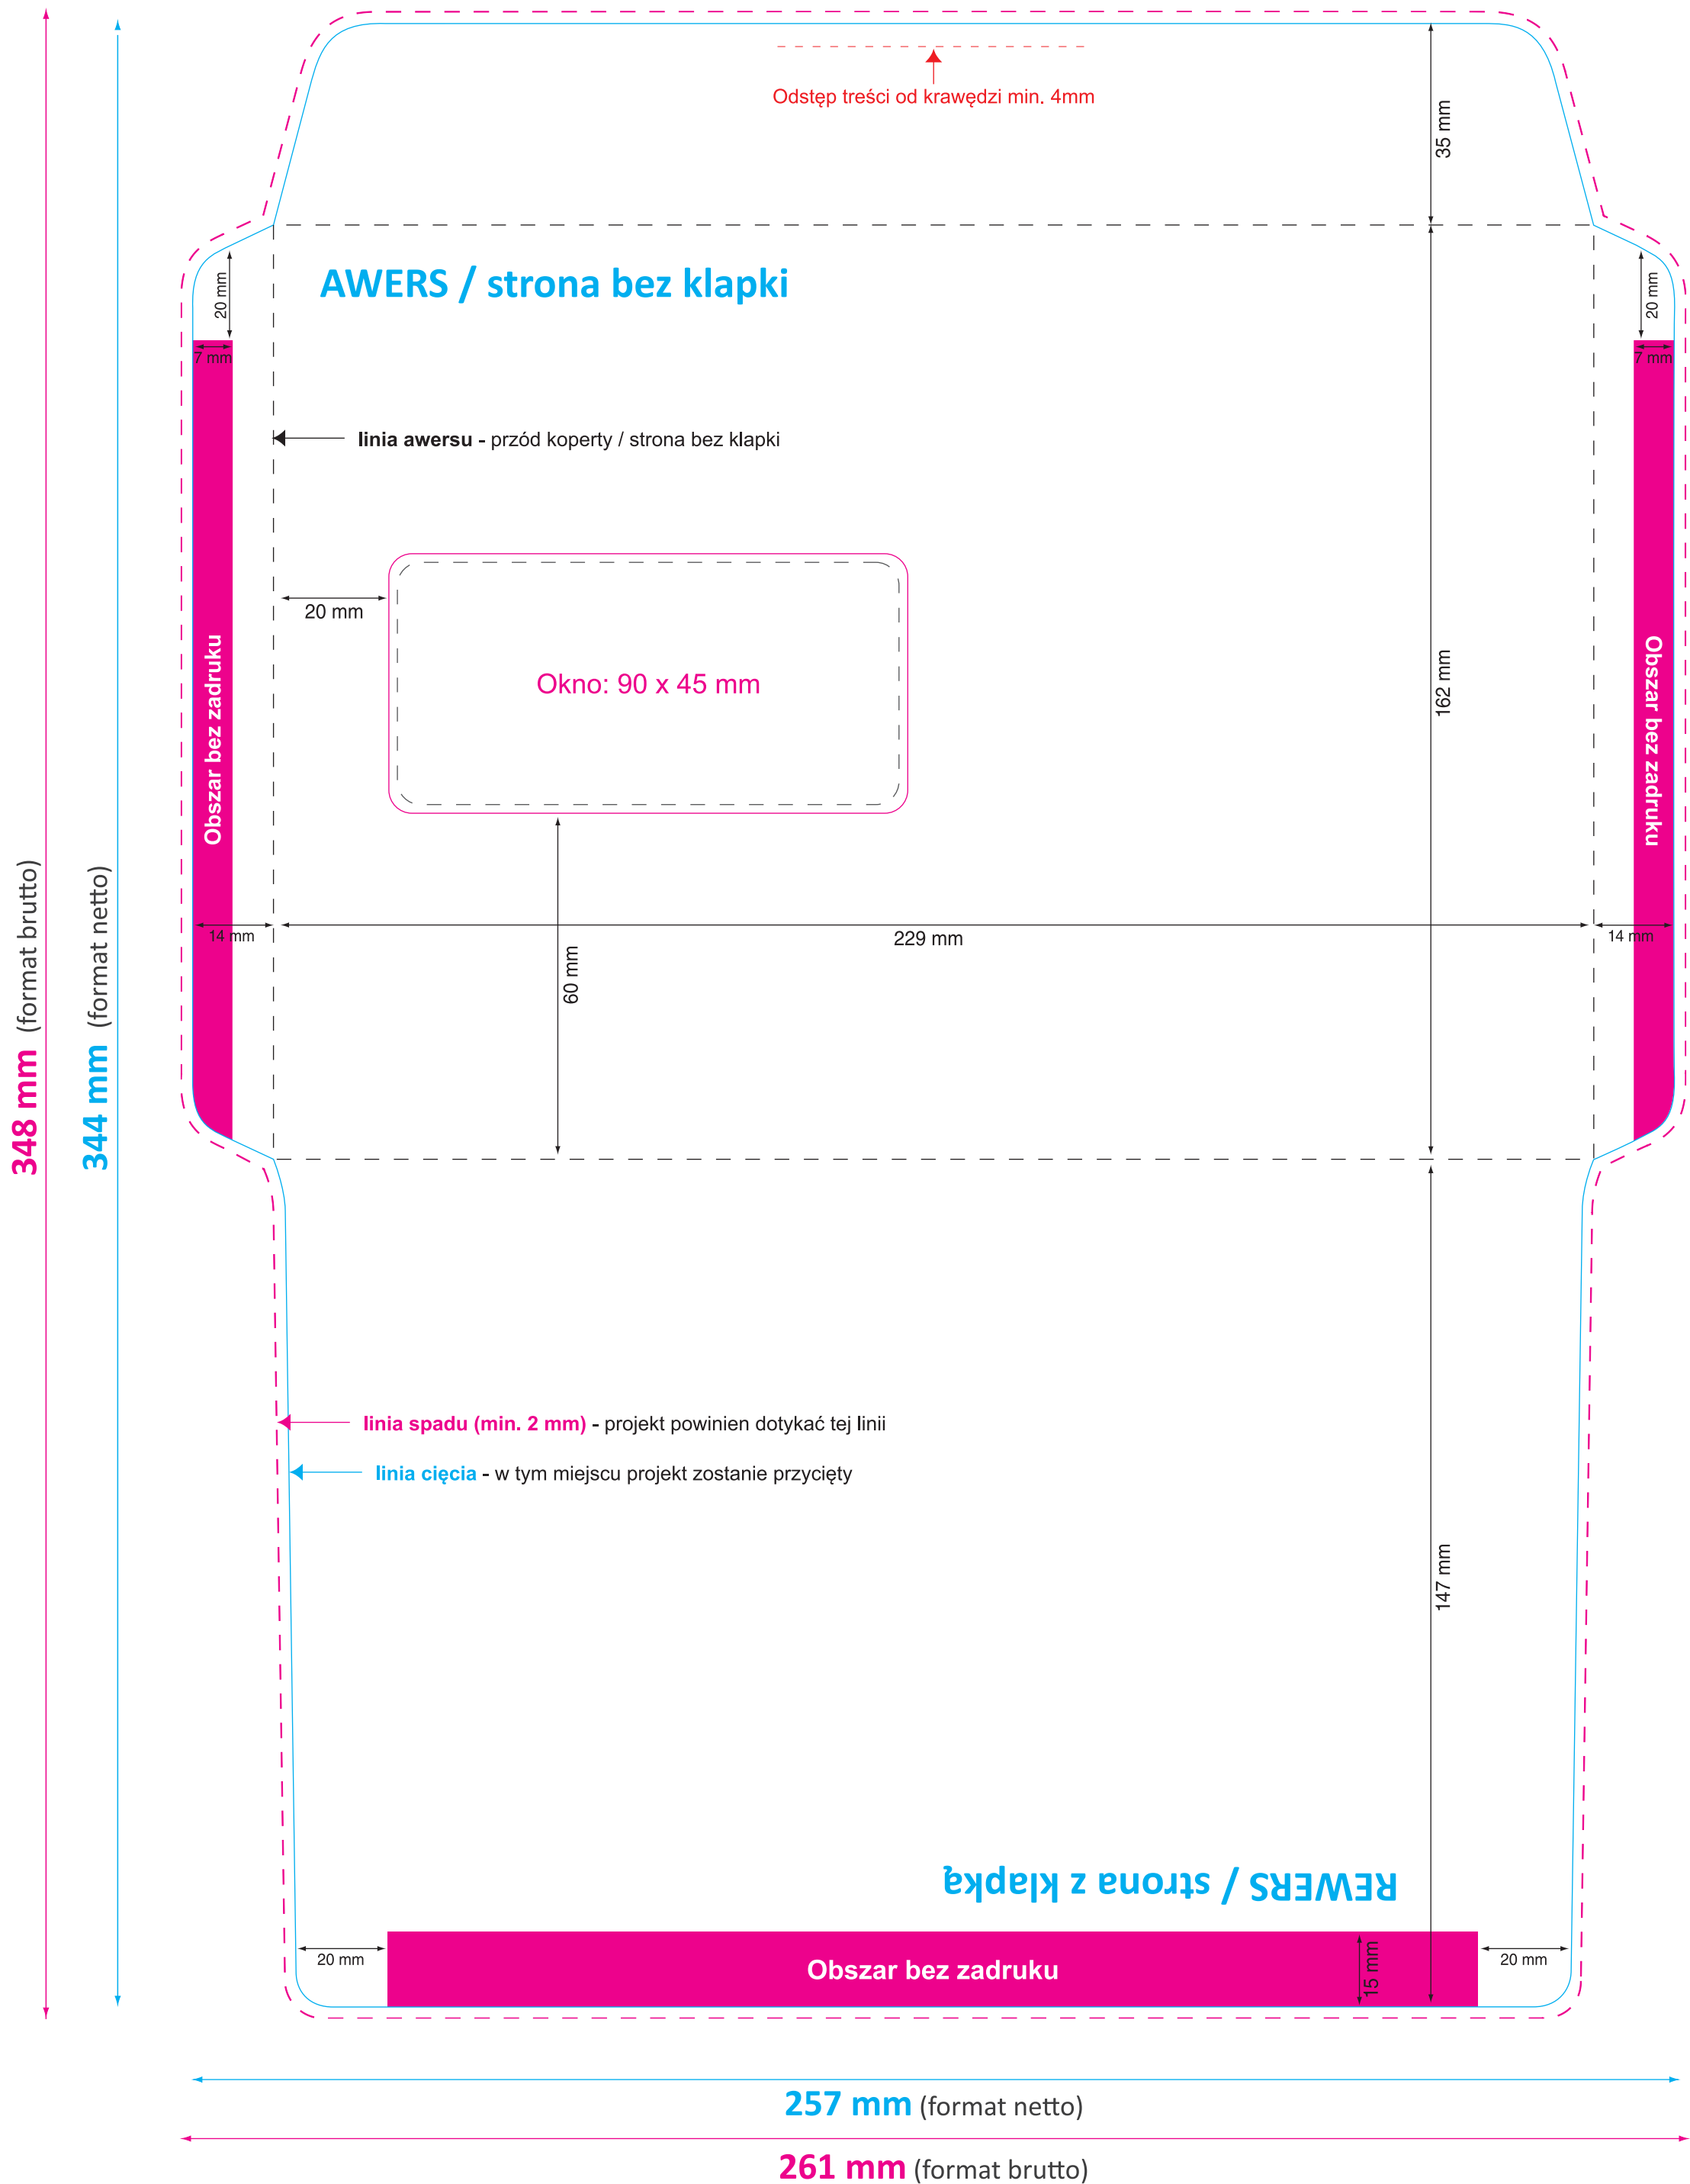 Odstęp treści od krawędzi min. 4mm
35 mm
AWERS / strona bez klapki
20 mm
20 mm
7 mm
7 mm
linia awersu - przód koperty / strona bez klapki
20 mm
Okno: 90 x 45 mm
162 mm
Obszar bez zadruku
Obszar bez zadruku
14 mm
229 mm
14 mm
60 mm
348 mm (format brutto)
344 mm (format netto)
linia spadu (min. 2 mm) - projekt powinien dotykać tej linii
linia cięcia - w tym miejscu projekt zostanie przycięty
147 mm
REWERS / strona z klapką
20 mm
Obszar bez zadruku
15 mm
20 mm
257 mm (format netto)
261 mm (format brutto)